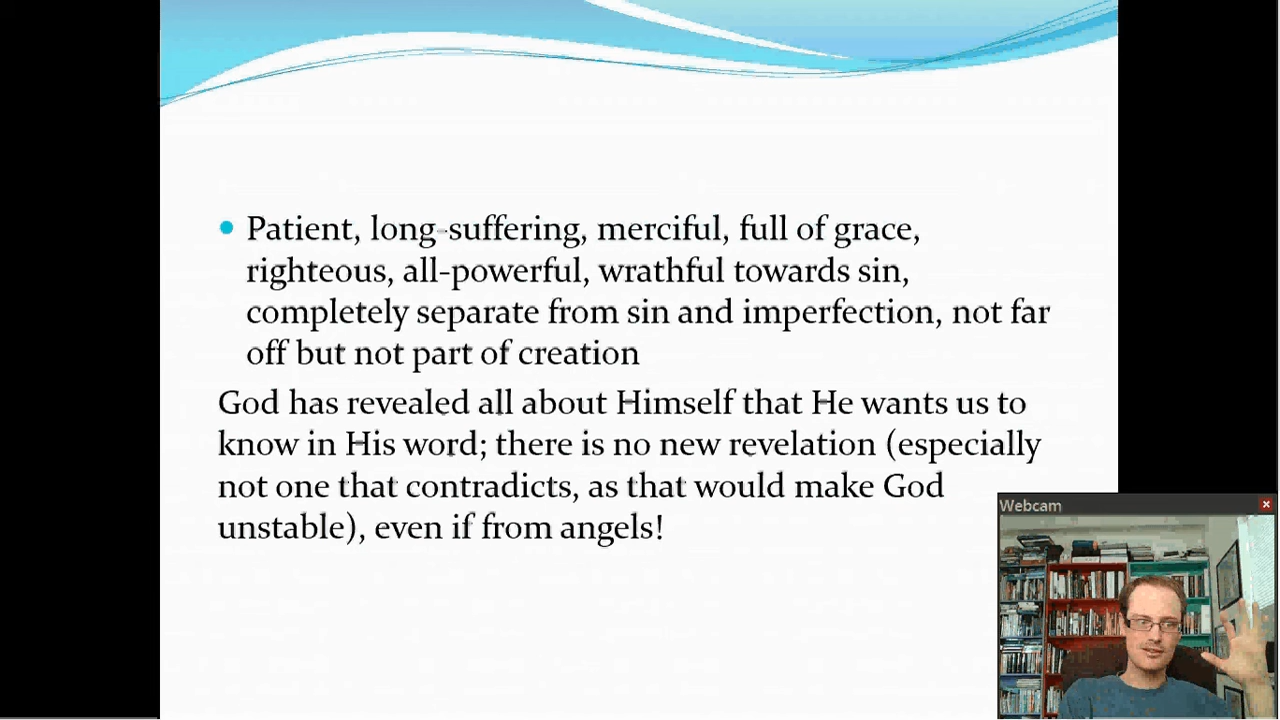 Patient, long-suffering, merciful, full of grace,
righteous, all-powerful, wrathful towards sin,
completely separate from sin and imperfection, not far
off but not part of creation
God has revealed all about Himself that He wants us to
know in His word; there is no new revelation (especially
not one that contradicts, as that would make God
unstable), even if from angels!
Webcam